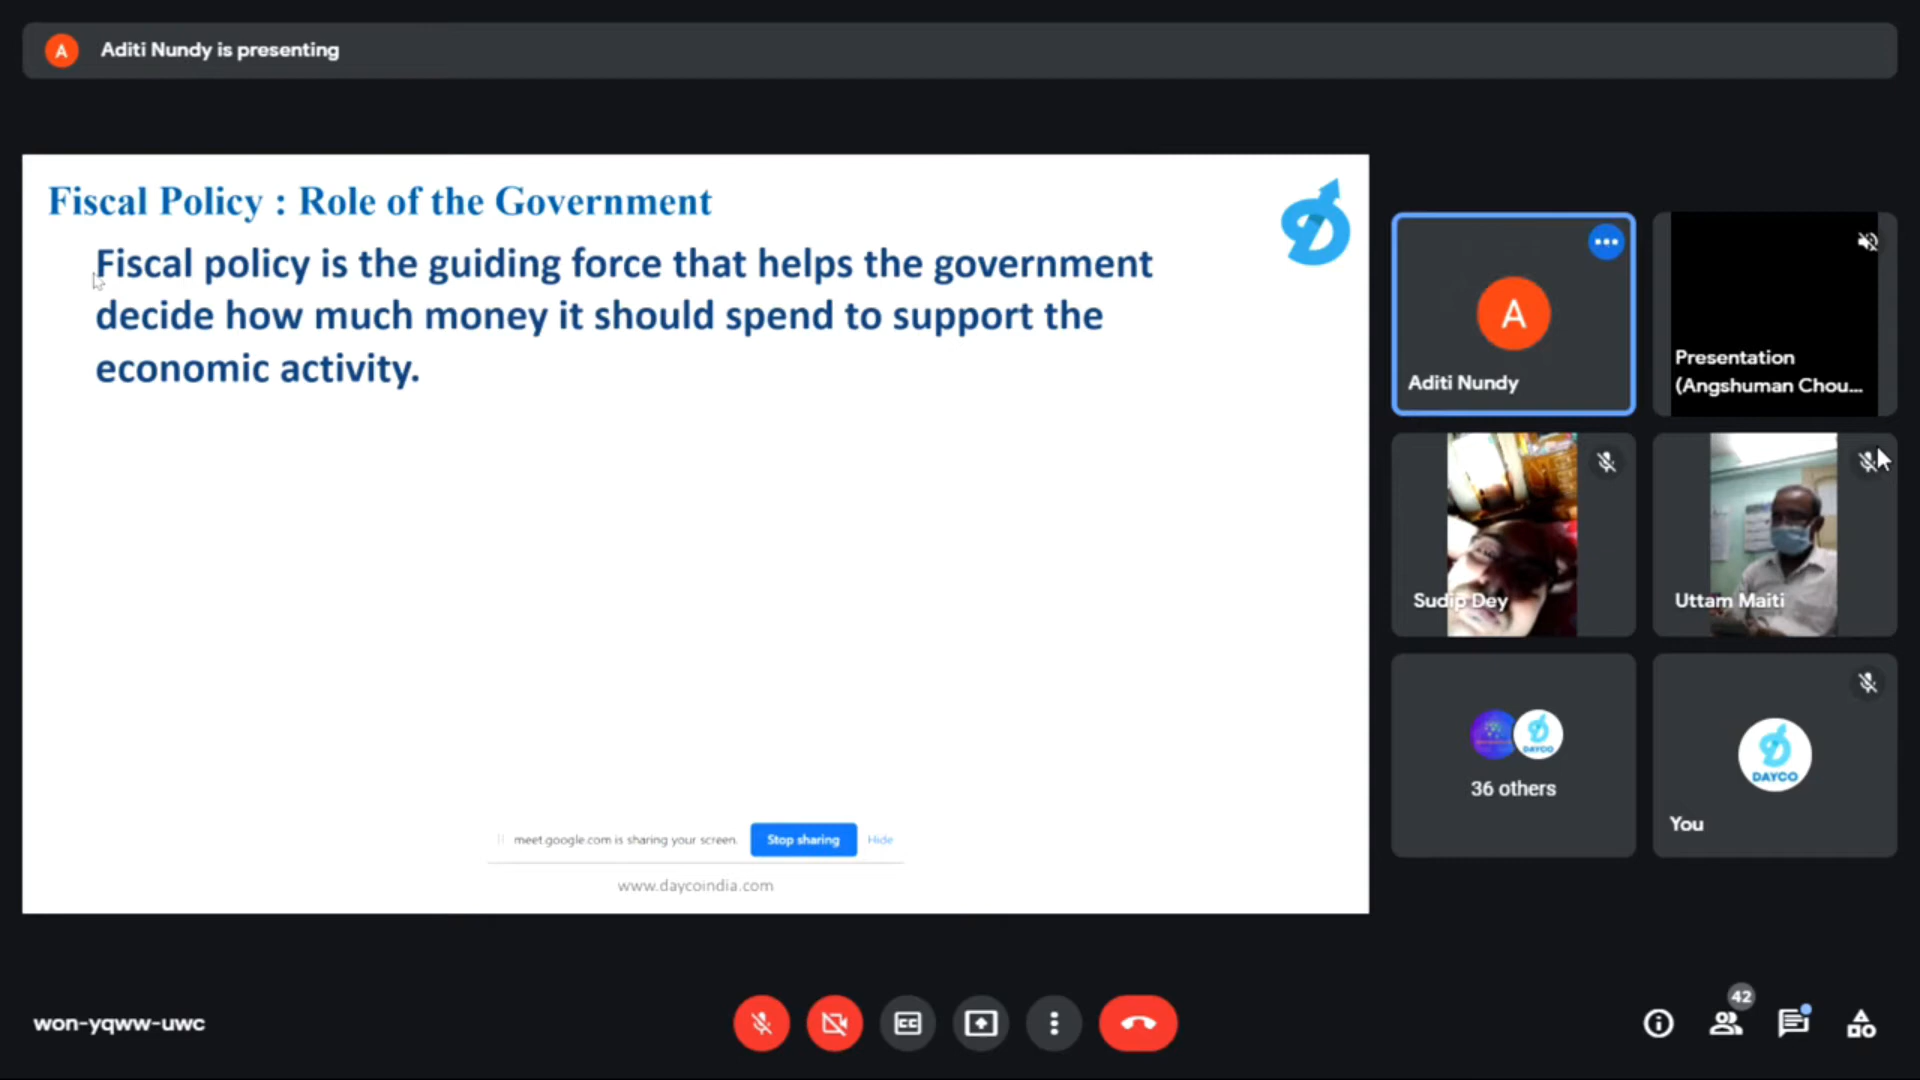 A Aditi Nundy is presenting
Fiscal Policy : Role of the Government
Fiscal policy is the guiding force that helps the government
decide how much money it should spend to support the
economic activity.
meet.google.com is sharing your screen. Stop sharing Hide
www.daycoindia.com
A
Aditi Nundy
Presentation
(Angshuman Chou...
Sudip Dey
Uttam Maiti
DAYCO
36 others
DAYCO
You
won-yqww-uwc
CC
42